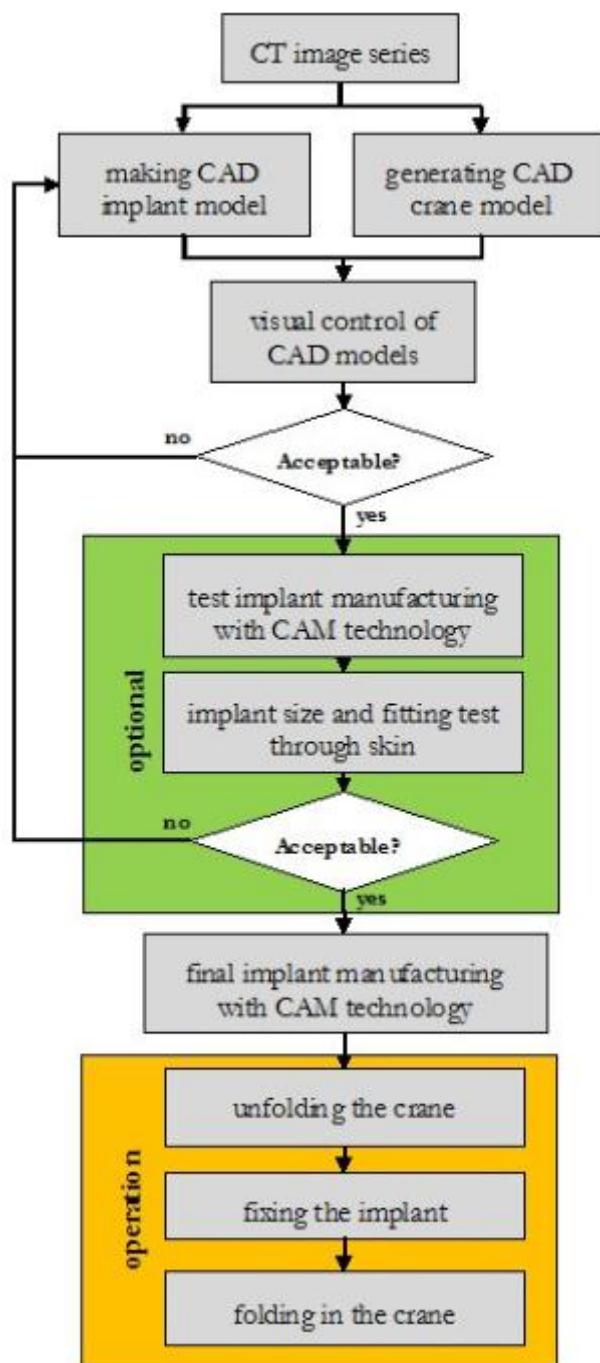 CT image series
making CAD
implant model
generating CAD
crane model
visual control of
CAD models
no
Acceptable?
yes
optional
test implant manufacturing
with CAM technology
implant size and fitting test
through skin
no
Acceptable?
yes
final implant manufacturing
with CAM technology
operation
unfolding the crane
fixing the implant
folding in the crane